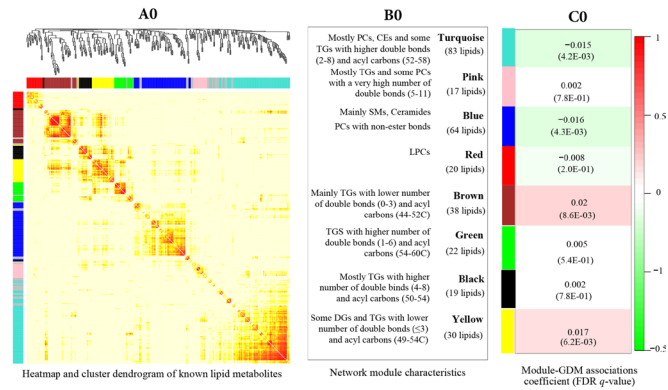 A0
B0
C0
Mostly PCs, CEs and some
TGs with higher double bonds
(2-8) and acyl carbons (52-58)
Turquoise
(83 lipids)
Mostly TGs and some PCs
with a very high number of
double bonds (5-11)
Pink
(17 lipids)
Mainly SMs, Ceramides
PCs with non-ester bonds
Blue
(64 lipids)
LPCs
Red
(20 lipids)
Mainly TGs with lower number
of double bonds (0-3) and acyl
carbons (44-52C)
Brown
(38 lipids)
TGS with higher number of
double bonds (1-6) and acyl
carbons (54-60C)
Green
(22 lipids)
Mostly TGs with higher
number of double binds (4-8)
and acyl carbons (50-54)
Black
(19 lipids)
Some DGs and TGs with lower
number of double bonds (≤3)
and acyl carbons (49-54C)
Yellow
(30 lipids)
−0.015
(4.2E-03)
0.002
(7.8E-01)
−0.016
(4.3E-03)
−0.008
(2.0E-01)
0.02
(8.6E-03)
0.005
(5.4E-01)
0.002
(7.8E-01)
0.017
(6.2E-03)
1
0.5
0
−0.5
−1
Heatmap and cluster dendrogram of known lipid metabolites
Network module characteristics
Module-GDM associations
coefficient (FDR q-value)